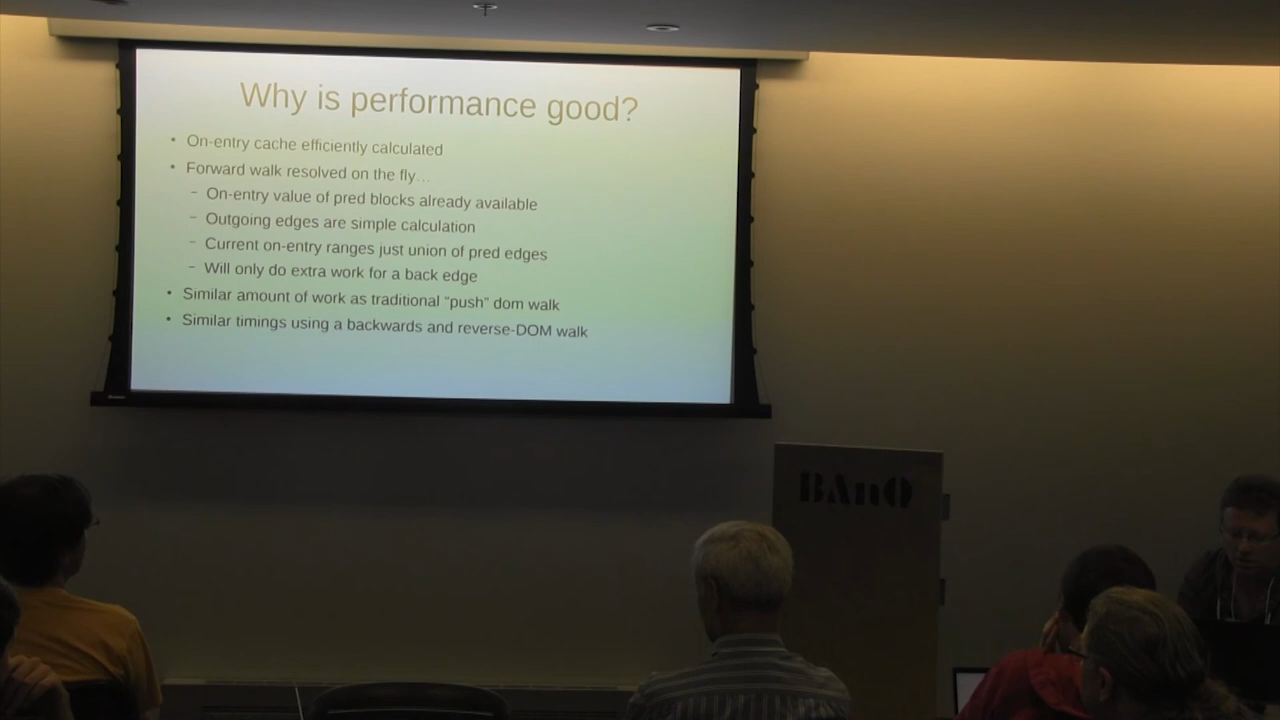 Why is performance good?
• On-entry cache efficiently calculated
• Forward walk resolved on the fly…
– On-entry value of pred blocks already available
– Outgoing edges are simple calculation
– Current on-entry ranges just union of pred edges
– Will only do extra work for a back edge
• Similar amount of work as traditional "push" dom walk
• Similar timings using a backwards and reverse-DOM walk
BAnQ